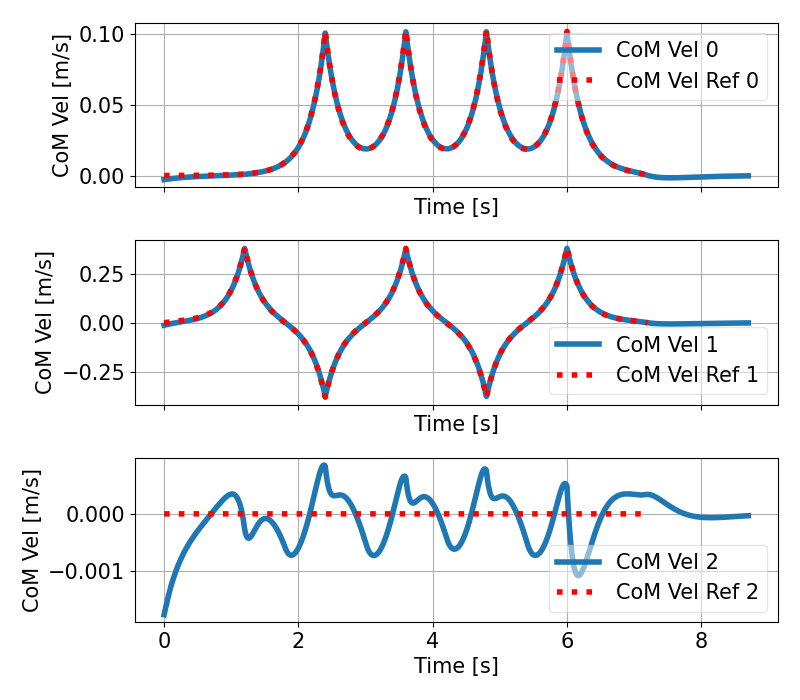 CoM Vel [m/s]
0.10
0.05
0.00
CoM Vel 0
CoM Vel Ref 0
Time [s]
CoM Vel [m/s]
0.25
0.00
−0.25
CoM Vel 1
CoM Vel Ref 1
Time [s]
CoM Vel [m/s]
0.000
−0.001
CoM Vel 2
CoM Vel Ref 2
0 2 4 6 8
Time [s]